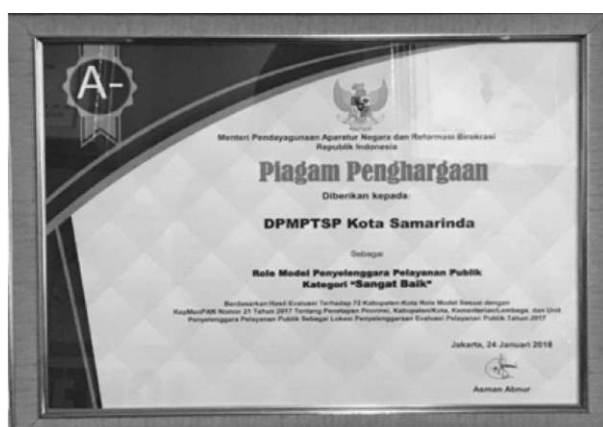 A-
Menteri Pendayagunaan Aparatur Negara dan Reformasi Birokrasi
Republik Indonesia
Piagam Penghargaan
Diberikan kepada:
DPMPTSP Kota Samarinda
Sebagai
Role Model Penyelenggara Pelayanan Publik
Kategori "Sangat Baik"
Berdasarkan Hasil Evaluasi Terhadap 72 Kabupaten-Kota Role Model Sesuai dengan
KepMenPAN Nomor 21 Tahun 2017 Tentang Penetapan Provinsi, Kabupaten/Kota, Kementerian/Lembaga, dan Unit
Penyelenggara Pelayanan Publik Sebagai Lokasi Penyelenggaraan Evaluasi Pelayanan Publik Tahun 2017
Jakarta, 24 Januari 2018
Asman Abnur